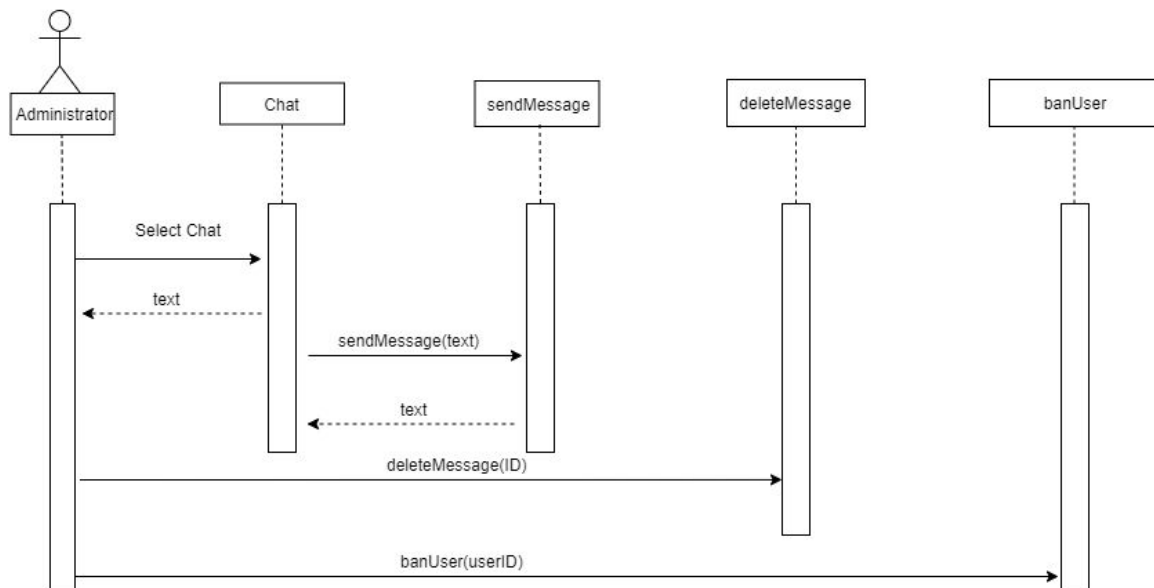 Administrator
Chat
sendMessage
deleteMessage
banUser
Select Chat
text
sendMessage(text)
text
deleteMessage(ID)
banUser(userID)